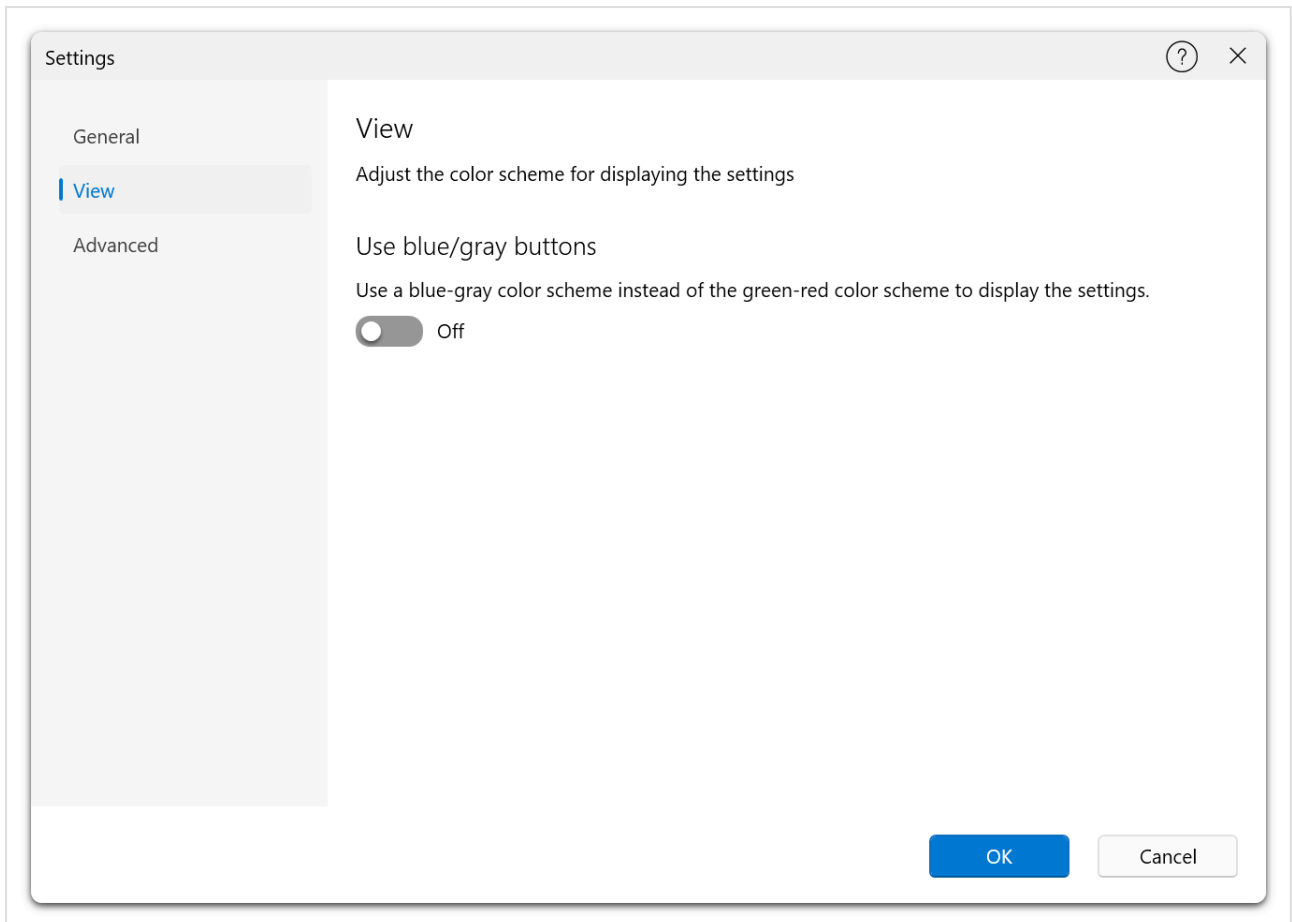 Settings
?
General
View
Advanced
View
Adjust the color scheme for displaying the settings
Use blue/gray buttons
Use a blue-gray color scheme instead of the green-red color scheme to display the settings.
Off
OK
Cancel